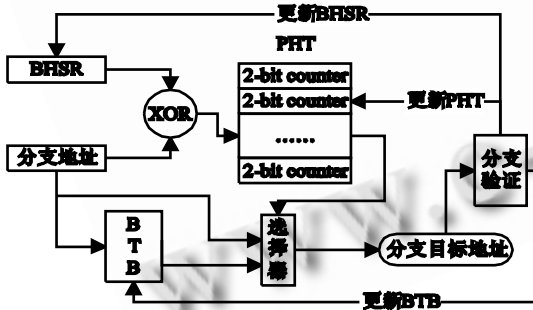 更新BHSR
PHT
BHSR
2-bit counter
2-bit counter
XOR
更新PHT
……
分支地址
2-bit counter
分支
验证
BTB
选择器
分支目标地址
更新BTB